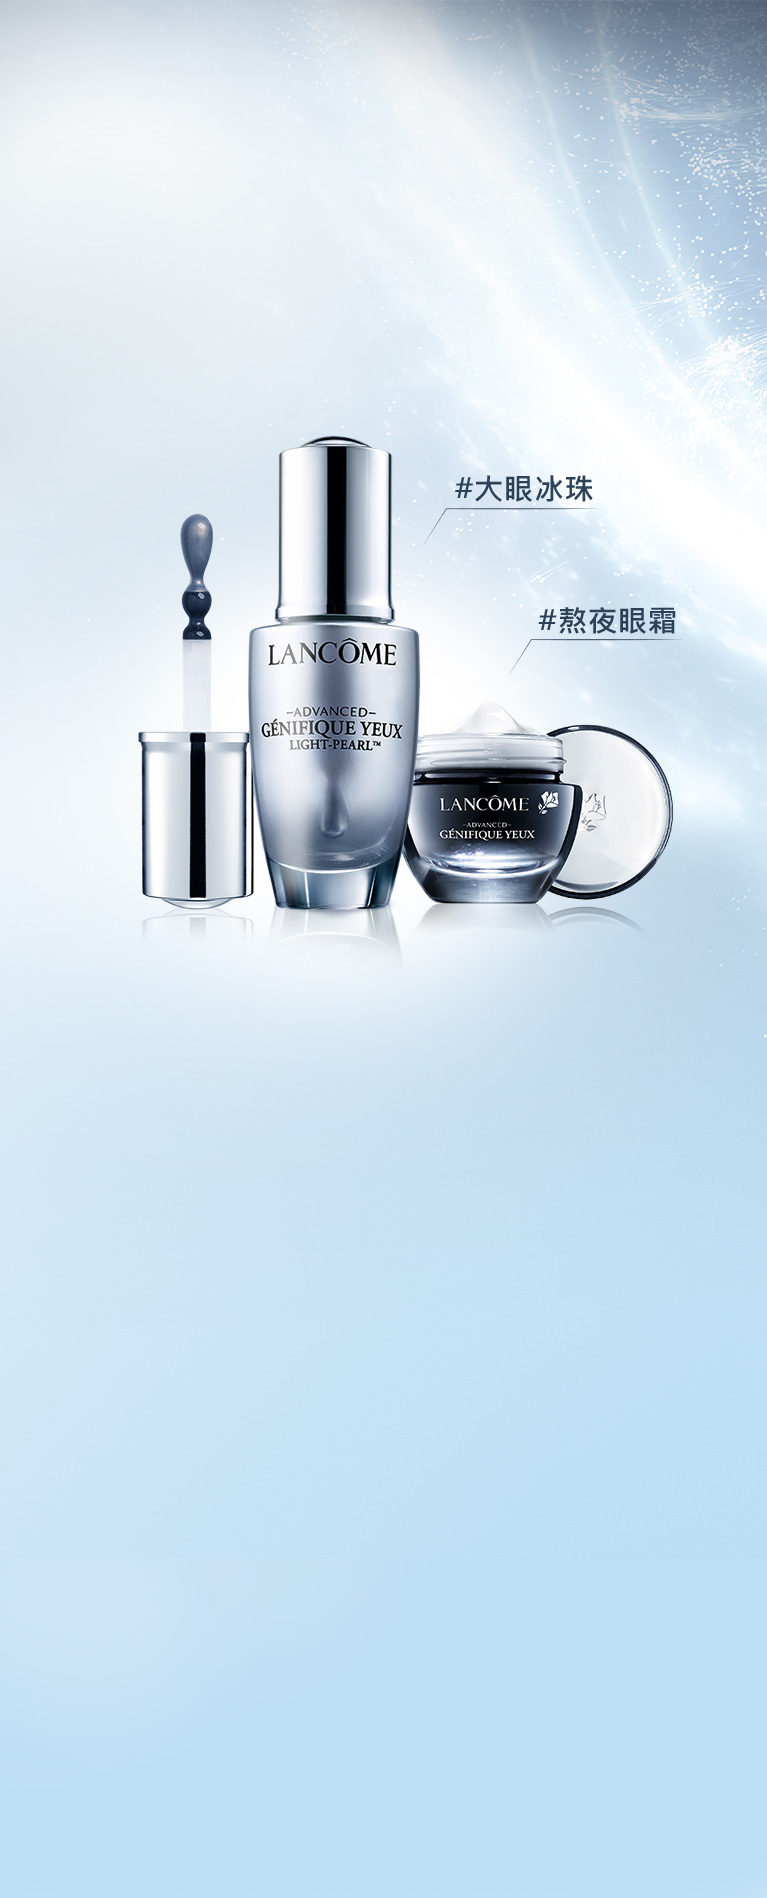 #大眼冰珠
#熬夜眼霜
LANCÔME
–ADVANCED–
GÉNIFIQUE YEUX
LIGHT-PEARL™
LANCÔME
–ADVANCED–
GÉNIFIQUE YEUX